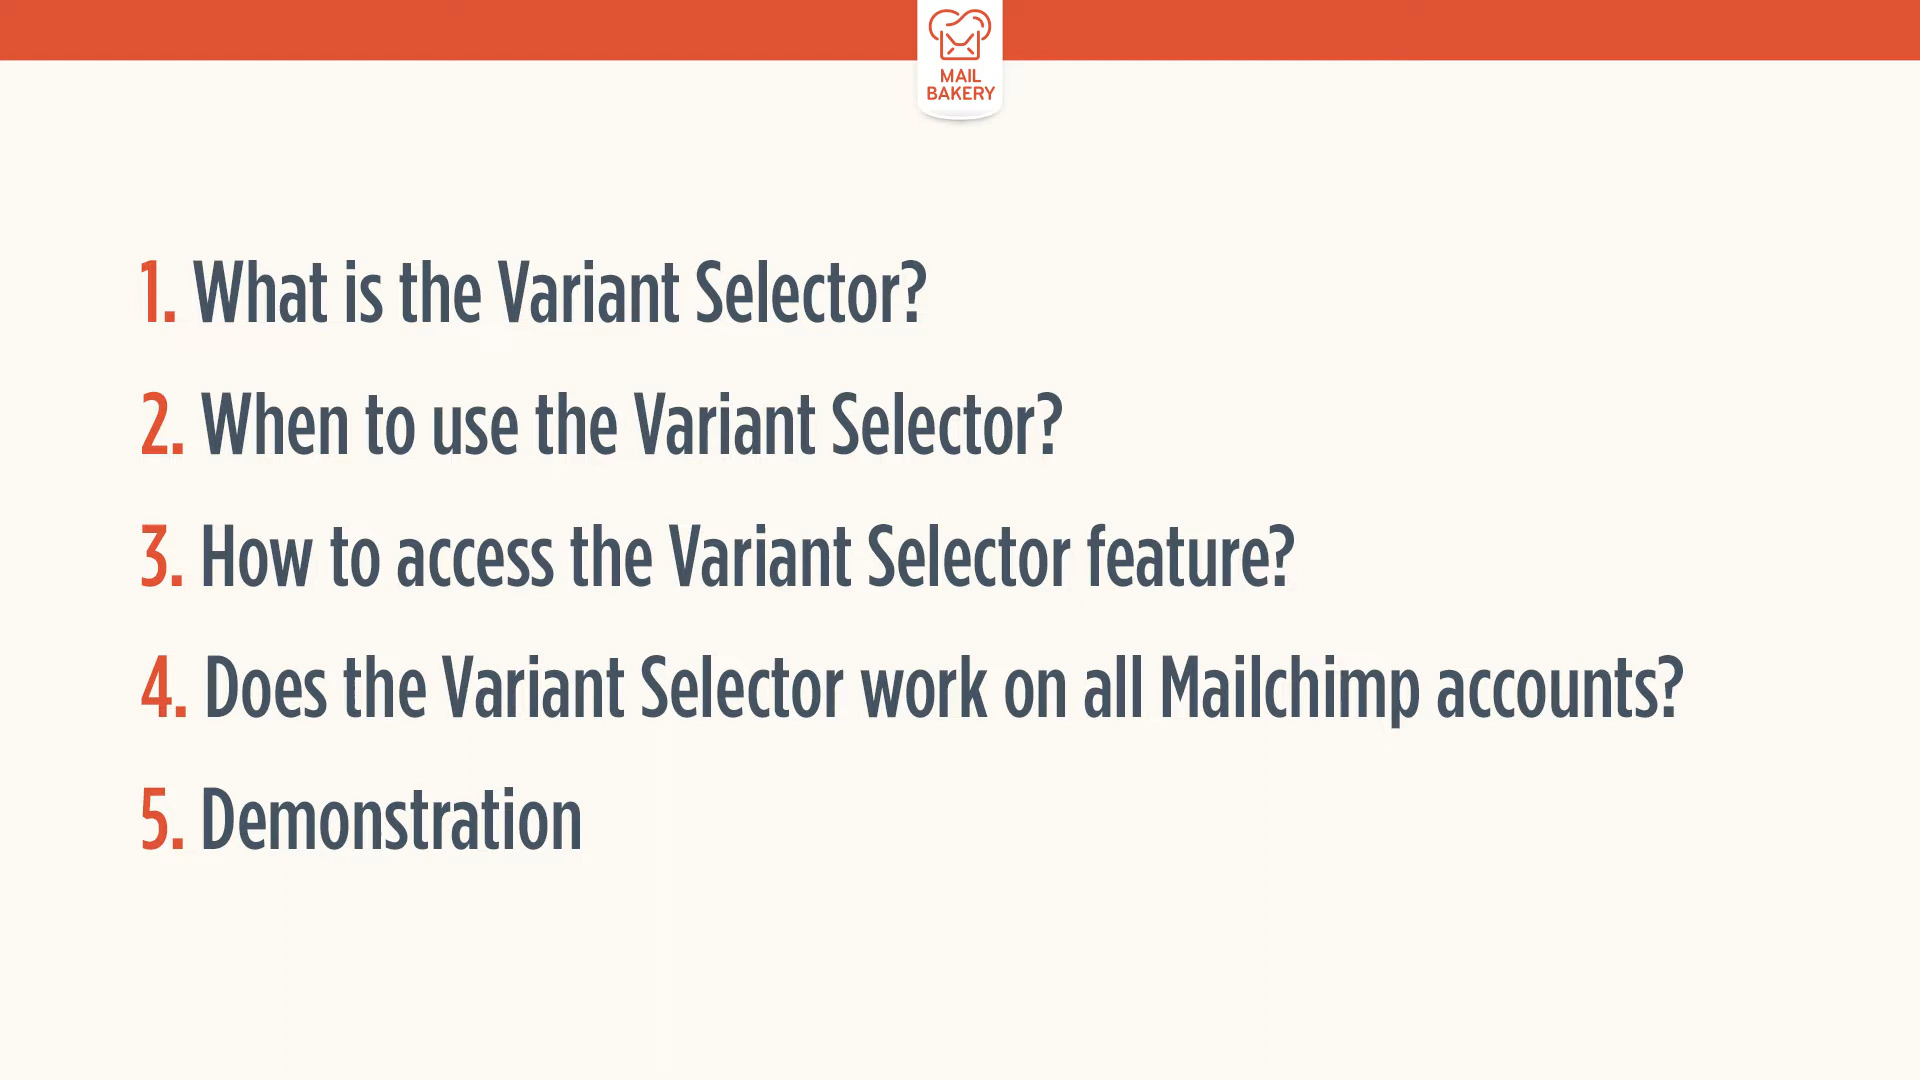 MAIL
BAKERY
1. What is the Variant Selector?
2. When to use the Variant Selector?
3. How to access the Variant Selector feature?
4. Does the Variant Selector work on all Mailchimp accounts?
5. Demonstration